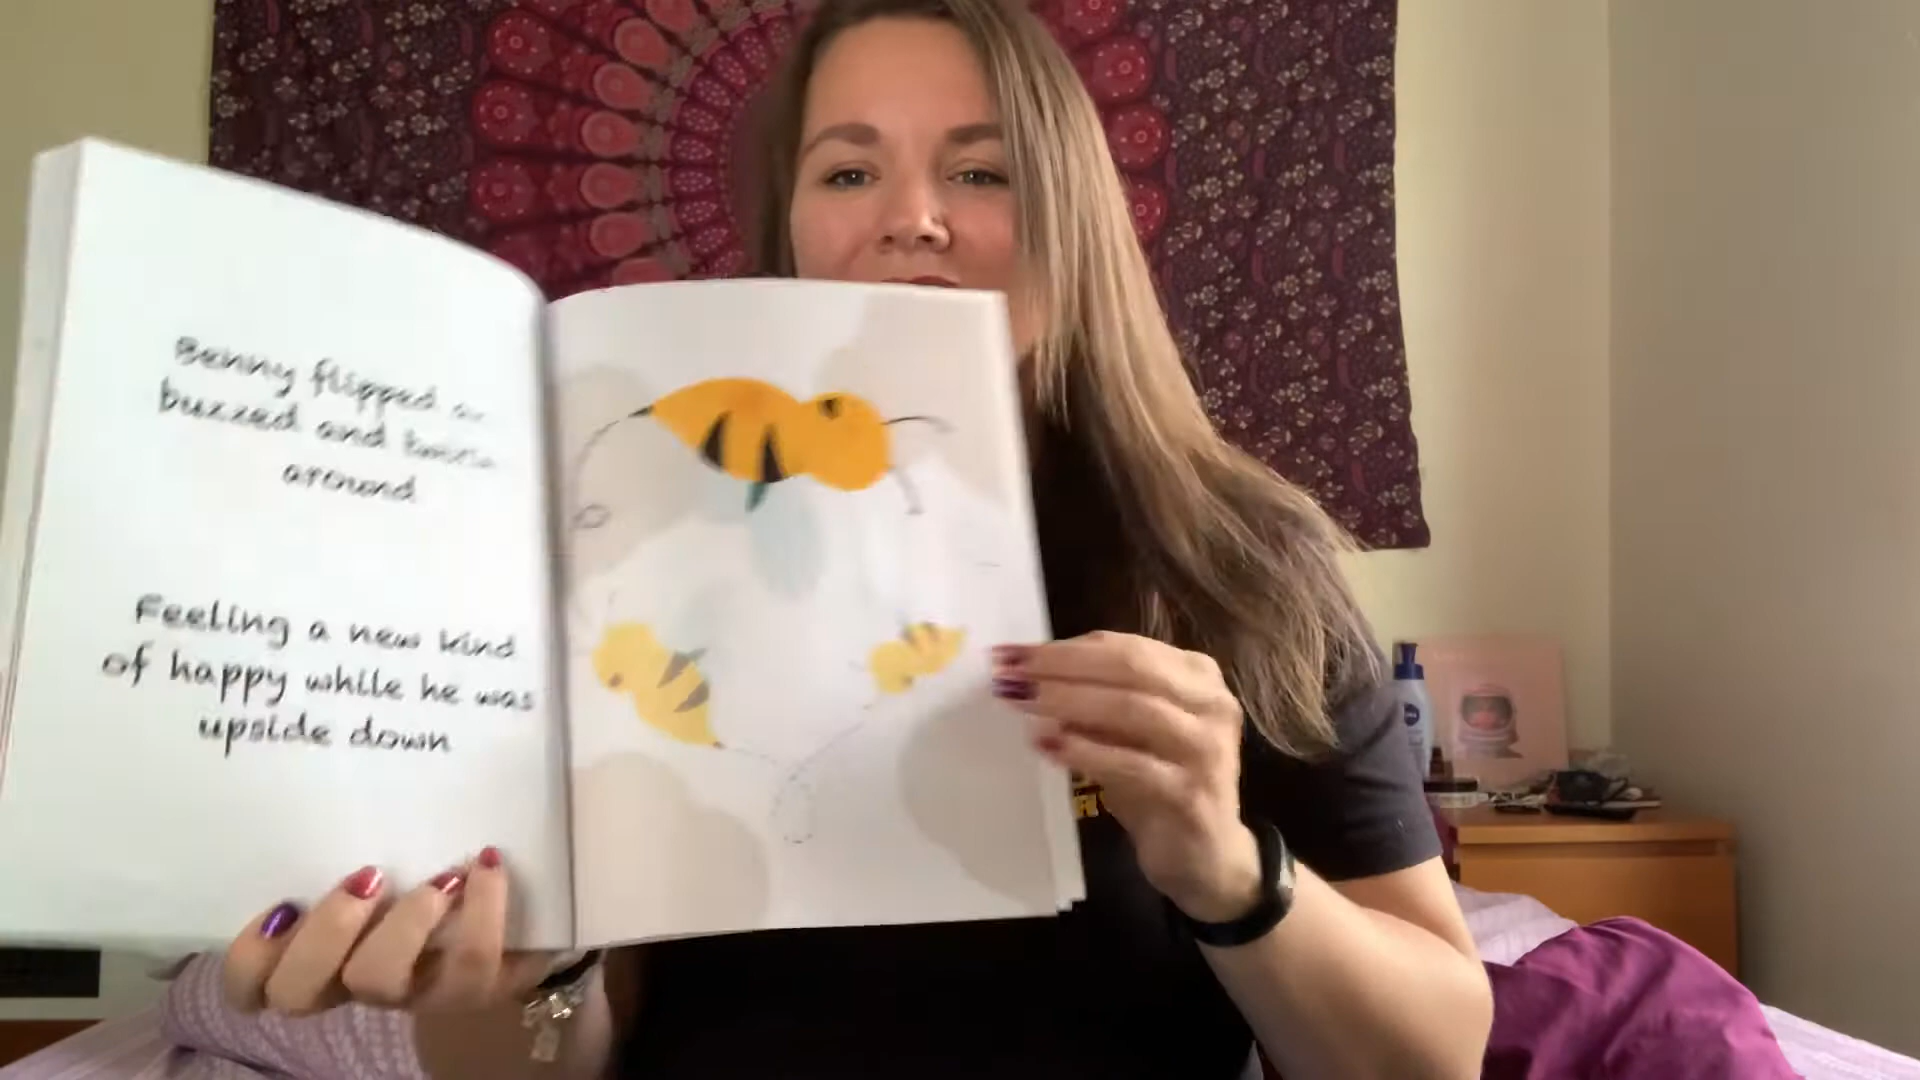 Benny flipped
buzzed and
around
Feeling a new kind
of happy while he was
upside down